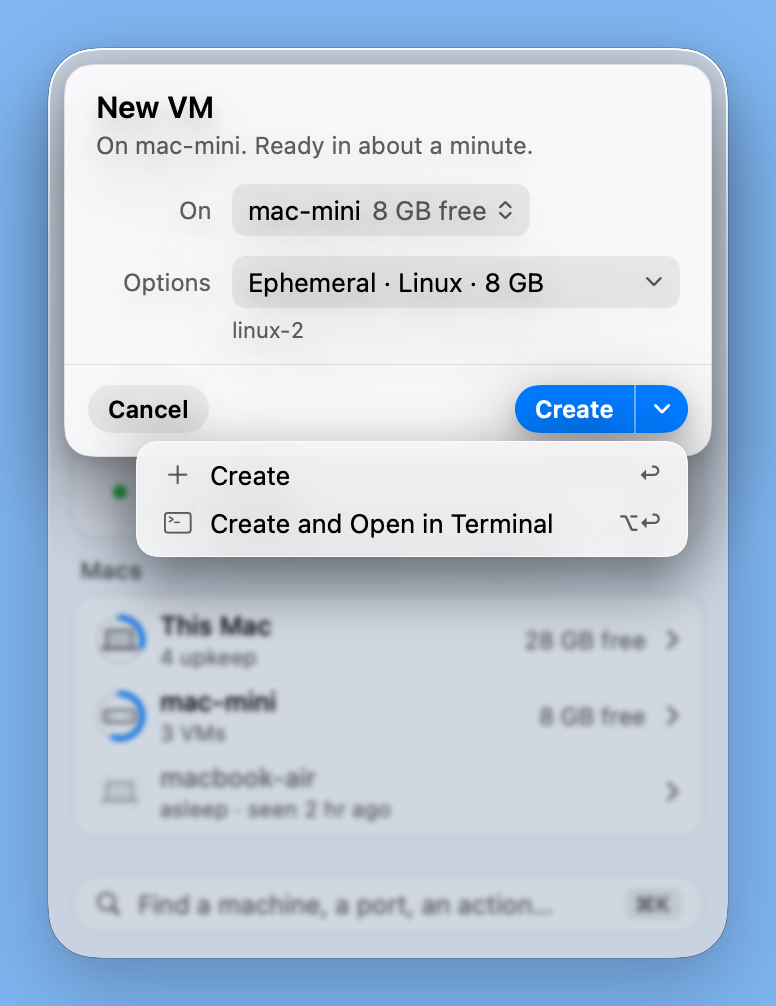 New VM
On mac-mini. Ready in about a minute.
On mac-mini 8 GB free
Options Ephemeral · Linux · 8 GB
linux-2
Cancel Create
Create ↩
>- Create and Open in Terminal ⌥↩
Macs
This Mac 28 GB free
4 upkeep
mac-mini 8 GB free
3 VMs
macbook-air
asleep · seen 2 hr ago
Find a machine, a port, an action... ⌘K